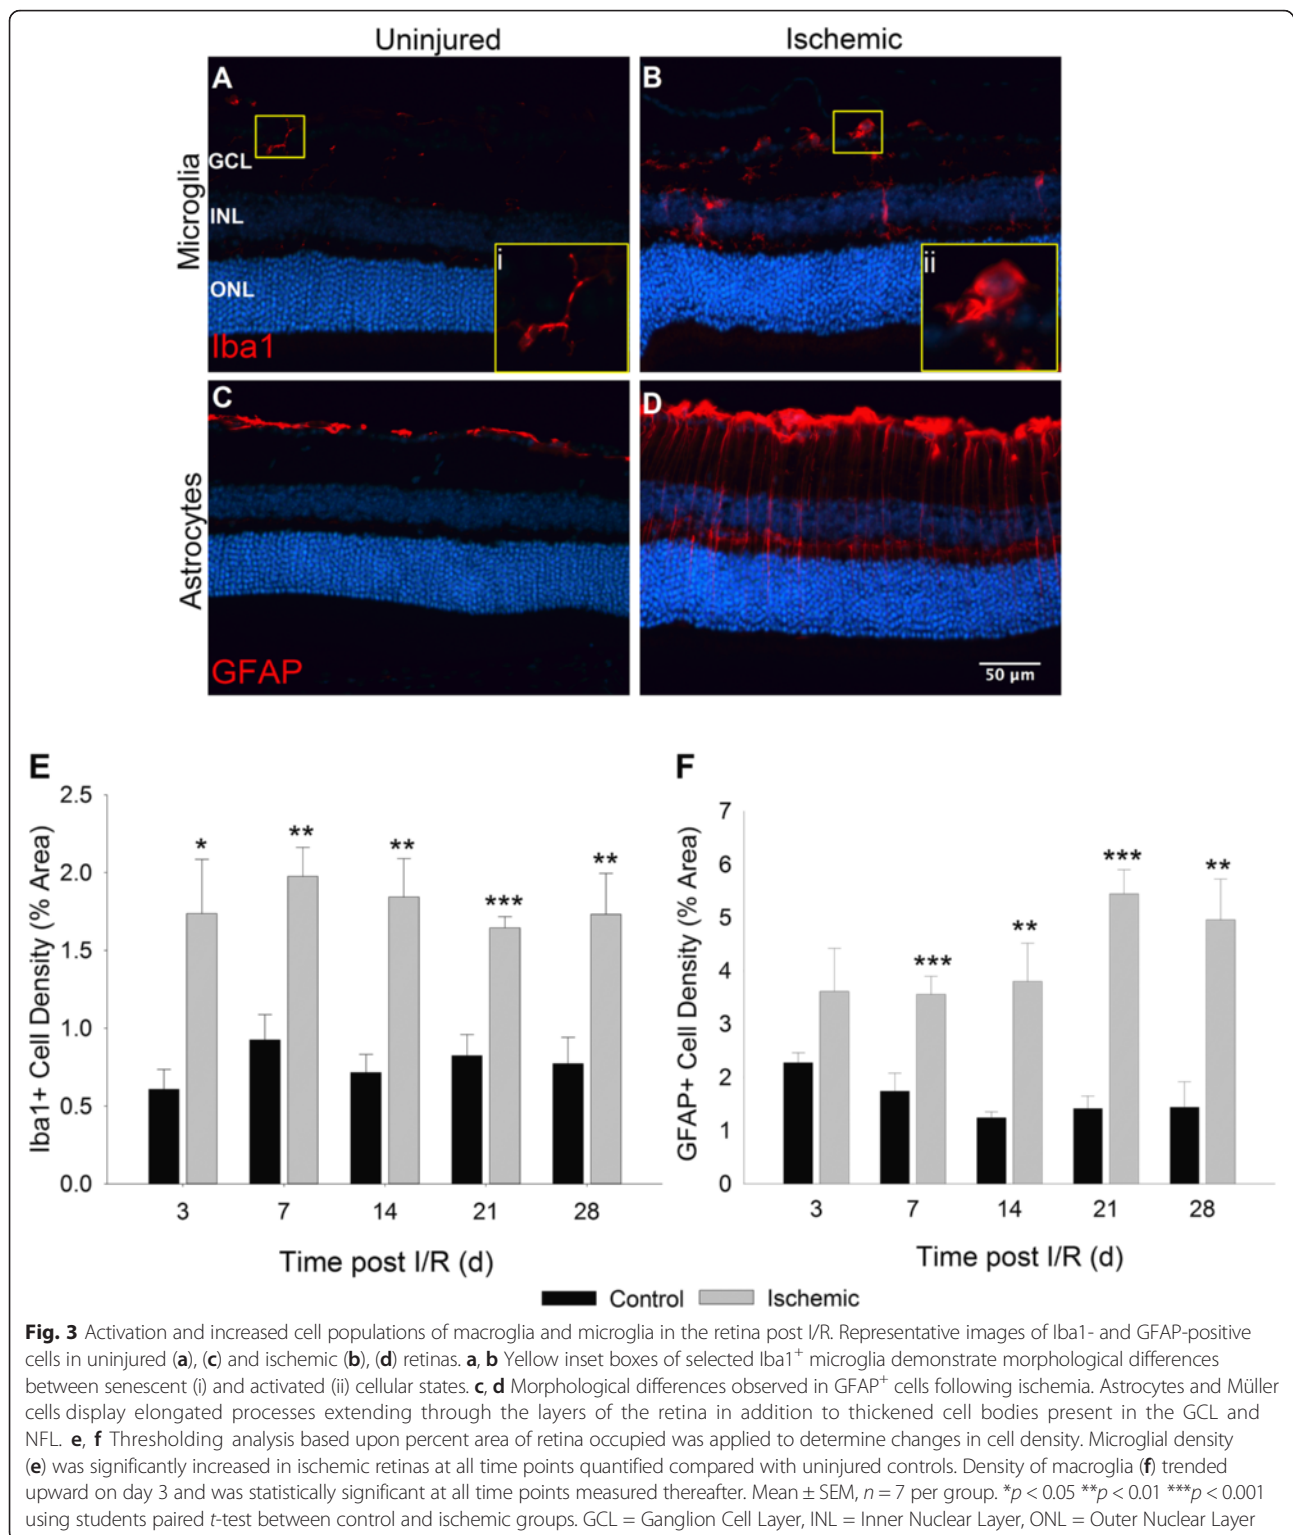 Uninjured Ischemic
A B
GCL
INL
ONL
Microglia
i ii
Iba1
C D
Astrocytes
GFAP
50 µm
E F
Iba1+ Cell Density (% Area)
2.5
2.0
1.5
1.0
0.5
0.0
* ** ** *** **
3 7 14 21 28
Time post I/R (d)
GFAP+ Cell Density (% Area)
7
6
5
4
3
2
1
0
*** ** *** **
3 7 14 21 28
Time post I/R (d)
Control Ischemic
Fig. 3 Activation and increased cell populations of macroglia and microglia in the retina post I/R. Representative images of Iba1- and GFAP-positive
cells in uninjured (a), (c) and ischemic (b), (d) retinas. a, b Yellow inset boxes of selected Iba1+ microglia demonstrate morphological differences
between senescent (i) and activated (ii) cellular states. c, d Morphological differences observed in GFAP+ cells following ischemia. Astrocytes and Müller
cells display elongated processes extending through the layers of the retina in addition to thickened cell bodies present in the GCL and
NFL. e, f Thresholding analysis based upon percent area of retina occupied was applied to determine changes in cell density. Microglial density
(e) was significantly increased in ischemic retinas at all time points quantified compared with uninjured controls. Density of macroglia (f) trended
upward on day 3 and was statistically significant at all time points measured thereafter. Mean ± SEM, n = 7 per group. *p < 0.05 **p < 0.01 ***p < 0.001
using students paired t-test between control and ischemic groups. GCL = Ganglion Cell Layer, INL = Inner Nuclear Layer, ONL = Outer Nuclear Layer